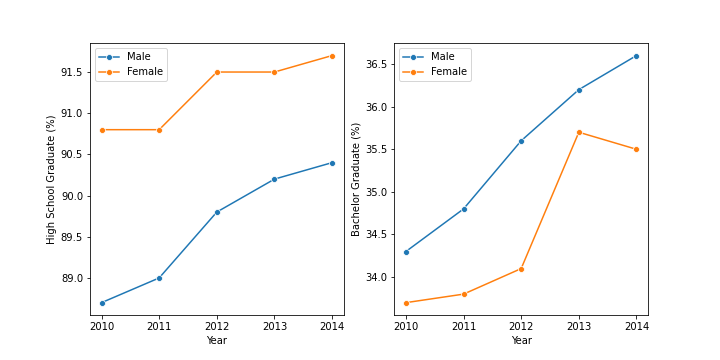 Male
Female
High School Graduate (%)
91.5
91.0
90.5
90.0
89.5
89.0
2010 2011 2012 2013 2014
Year
Male
Female
Bachelor Graduate (%)
36.5
36.0
35.5
35.0
34.5
34.0
2010 2011 2012 2013 2014
Year